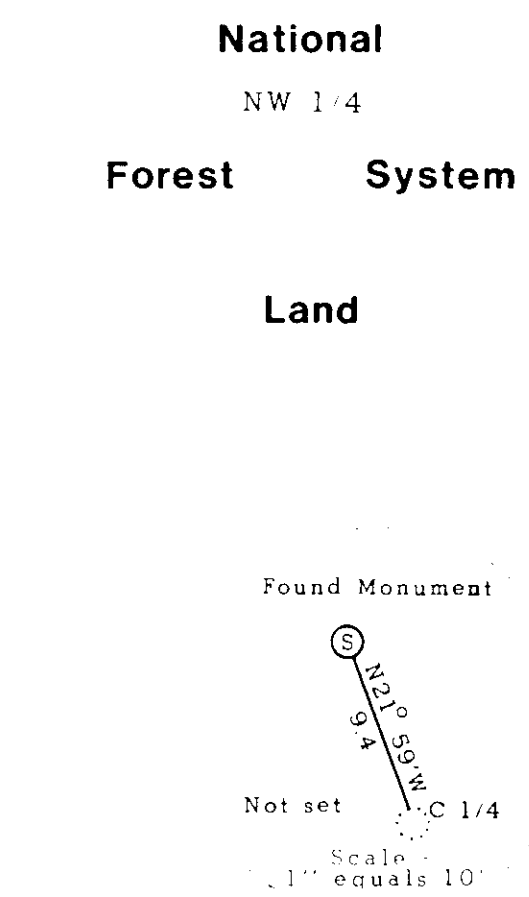 National
NW 1/4
Forest System
Land
Found Monument
S
N21° 59'W
9.4
Not set
C 1/4
Scale
1" equals 10'